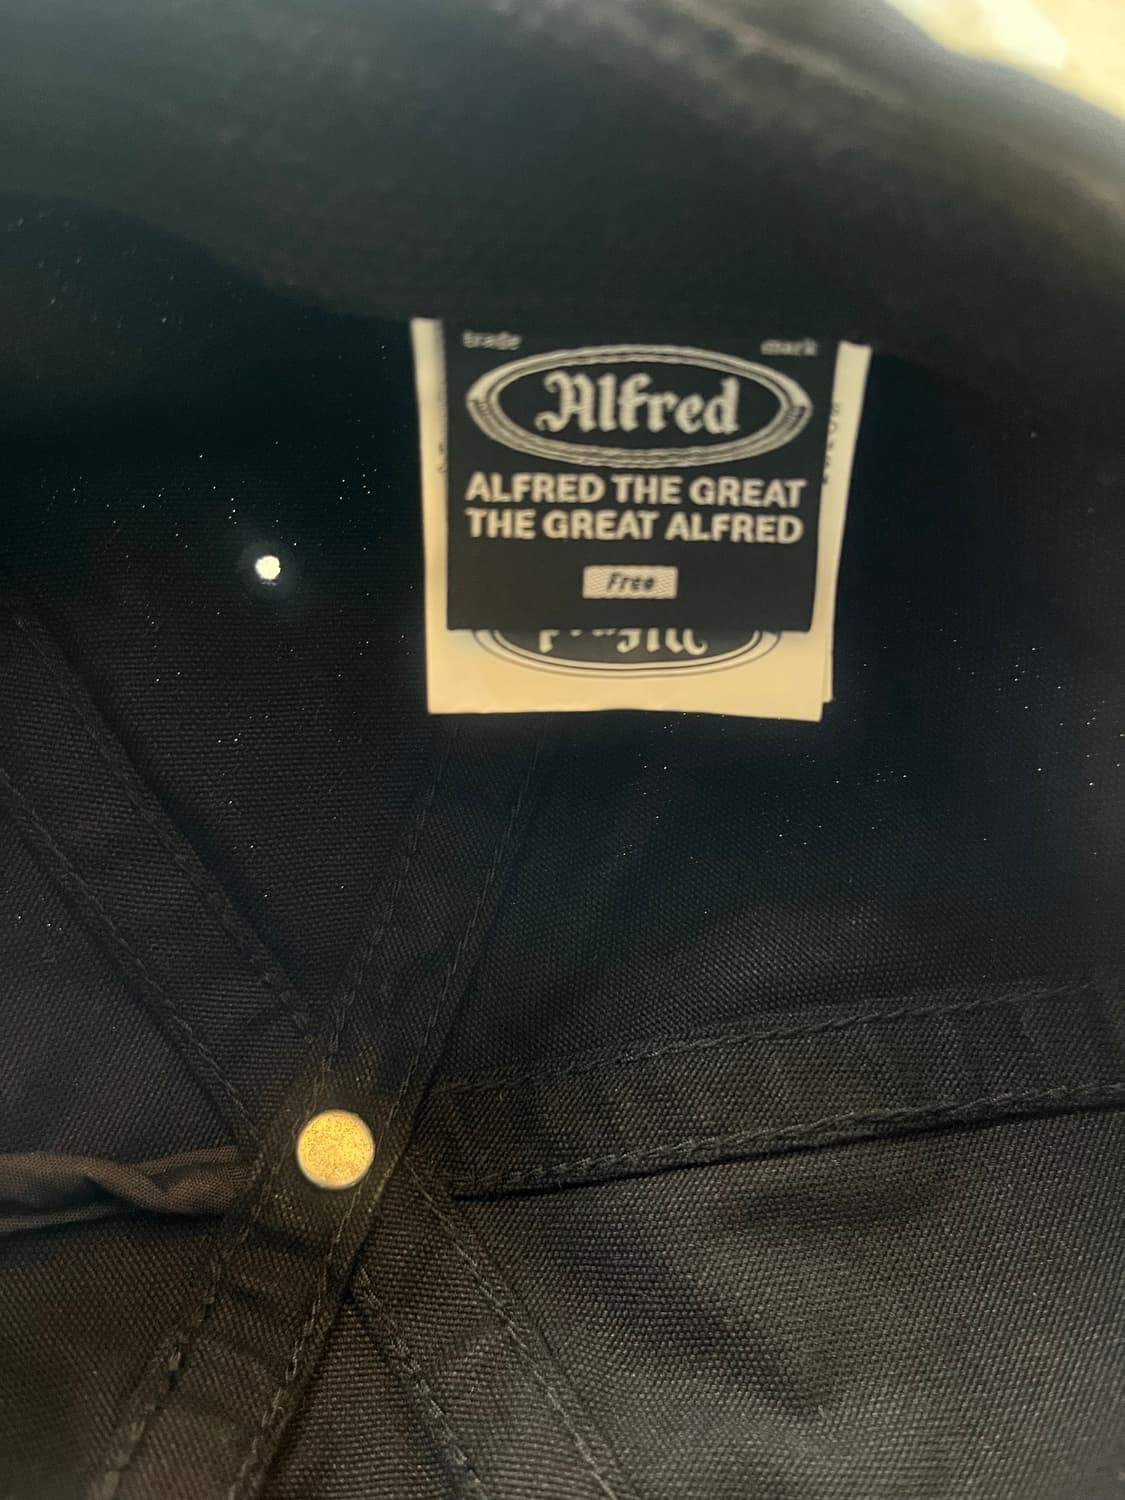 trade mark
Alfred
ALFRED THE GREAT
THE GREAT ALFRED
Free